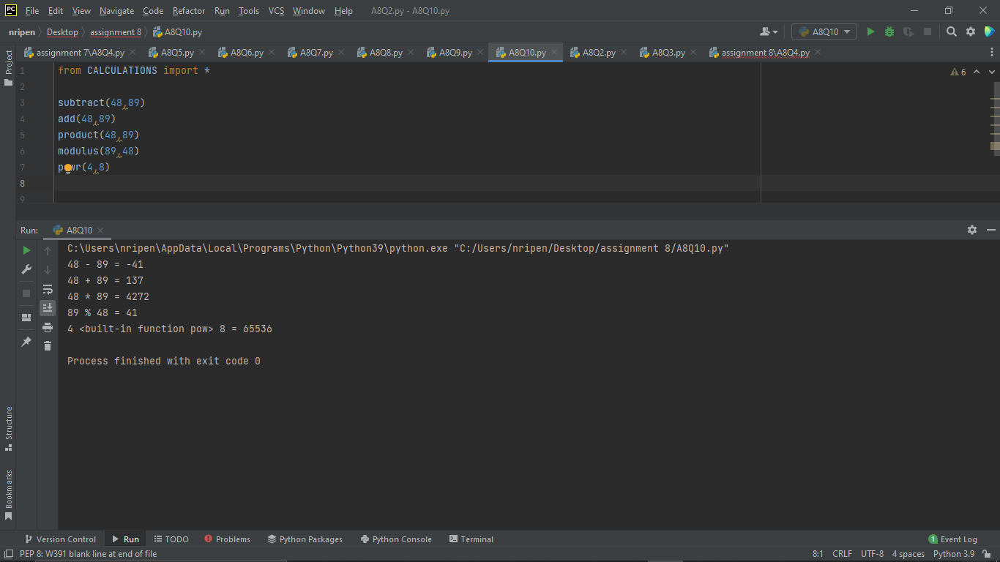 PC File Edit View Navigate Code Refactor Run Tools VCS Window Help A8Q2.py - A8Q10.py
nripen Desktop assignment 8 A8Q10.py A8Q10
assignment 7\A8Q4.py A8Q5.py A8Q6.py A8Q7.py A8Q8.py A8Q9.py A8Q10.py A8Q2.py A8Q3.py assignment 8\A8Q4.py
Project
1 from CALCULATIONS import * 6
2
3 subtract(48,89)
4 add(48,89)
5 product(48,89)
6 modulus(89,48)
7 powr(4,8)
8
9
Run: A8Q10
C:\Users\nripen\AppData\Local\Programs\Python\Python39\python.exe "C:/Users/nripen/Desktop/assignment 8/A8Q10.py"
48 - 89 = -41
48 + 89 = 137
48 * 89 = 4272
89 % 48 = 41
4 <built-in function pow> 8 = 65536
Process finished with exit code 0
Structure
Bookmarks
Version Control Run TODO Problems Python Packages Python Console Terminal 1 Event Log
PEP 8: W391 blank line at end of file 8:1 CRLF UTF-8 4 spaces Python 3.9